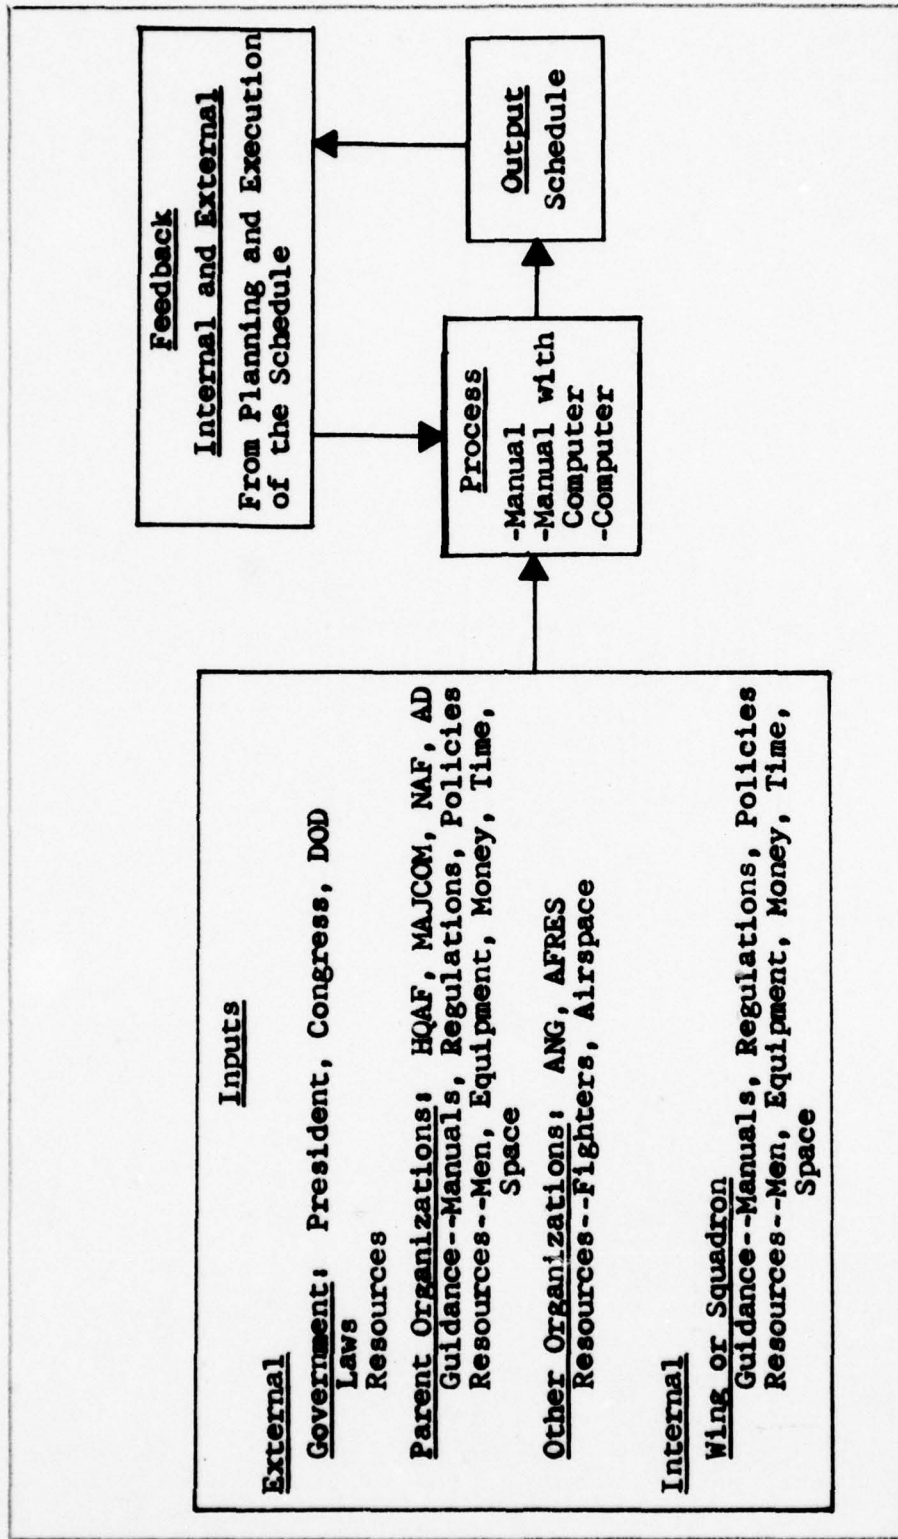 Inputs
External
Government: President, Congress, DOD
Laws
Resources
Parent Organizations: HQAF, MAJCOM, NAF, AD
Guidance--Manuals, Regulations, Policies
Resources--Men, Equipment, Money, Time,
Space
Other Organizations: ANG, AFRES
Resources--Fighters, Airspace
Internal
Wing or Squadron
Guidance--Manuals, Regulations, Policies
Resources--Men, Equipment, Money, Time,
Space
Process
-Manual
-Manual with
Computer
-Computer
Output
Schedule
Feedback
Internal and External
From Planning and Execution
of the Schedule